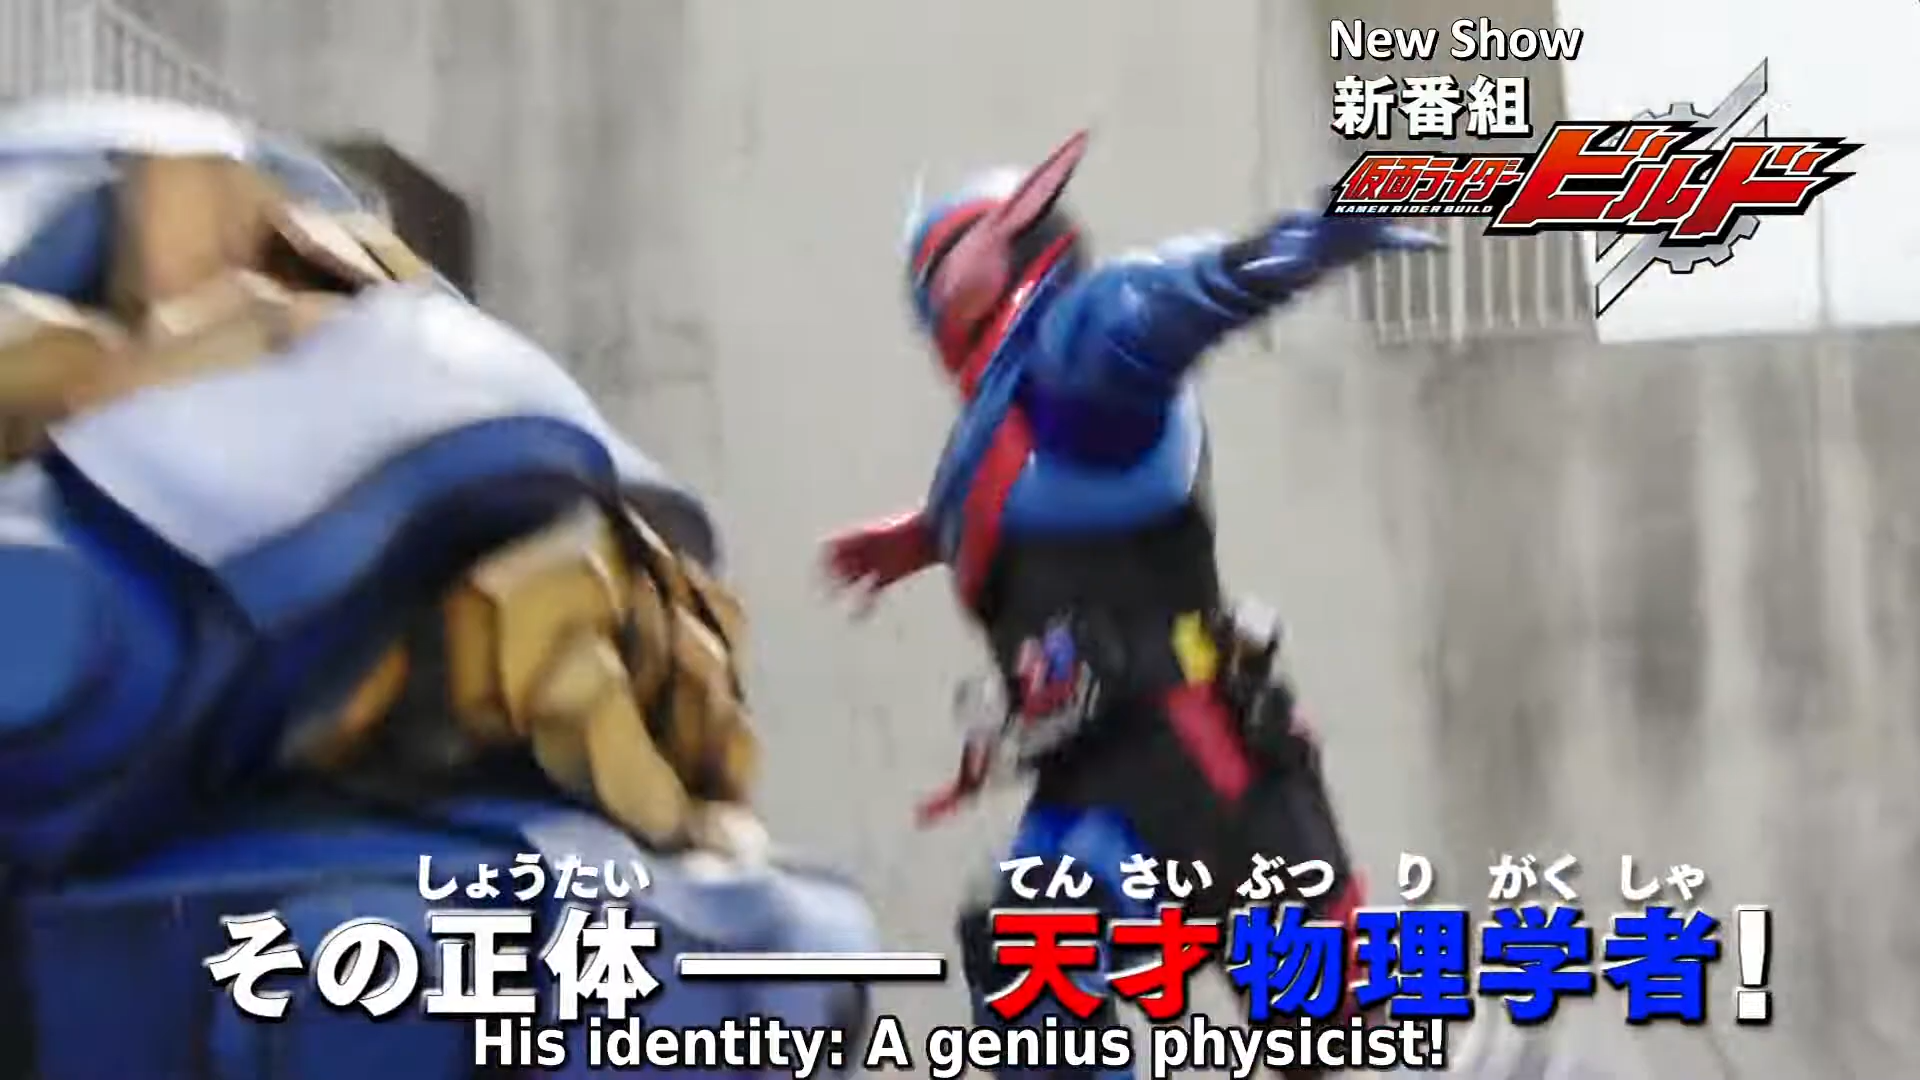 New Show
新番組
仮面ライダー ビルド
KAMEN RIDER BUILD
しょうたい てん さい ぶつ り がく しゃ
その正体―― 天才物理学者!
His identity: A genius physicist!